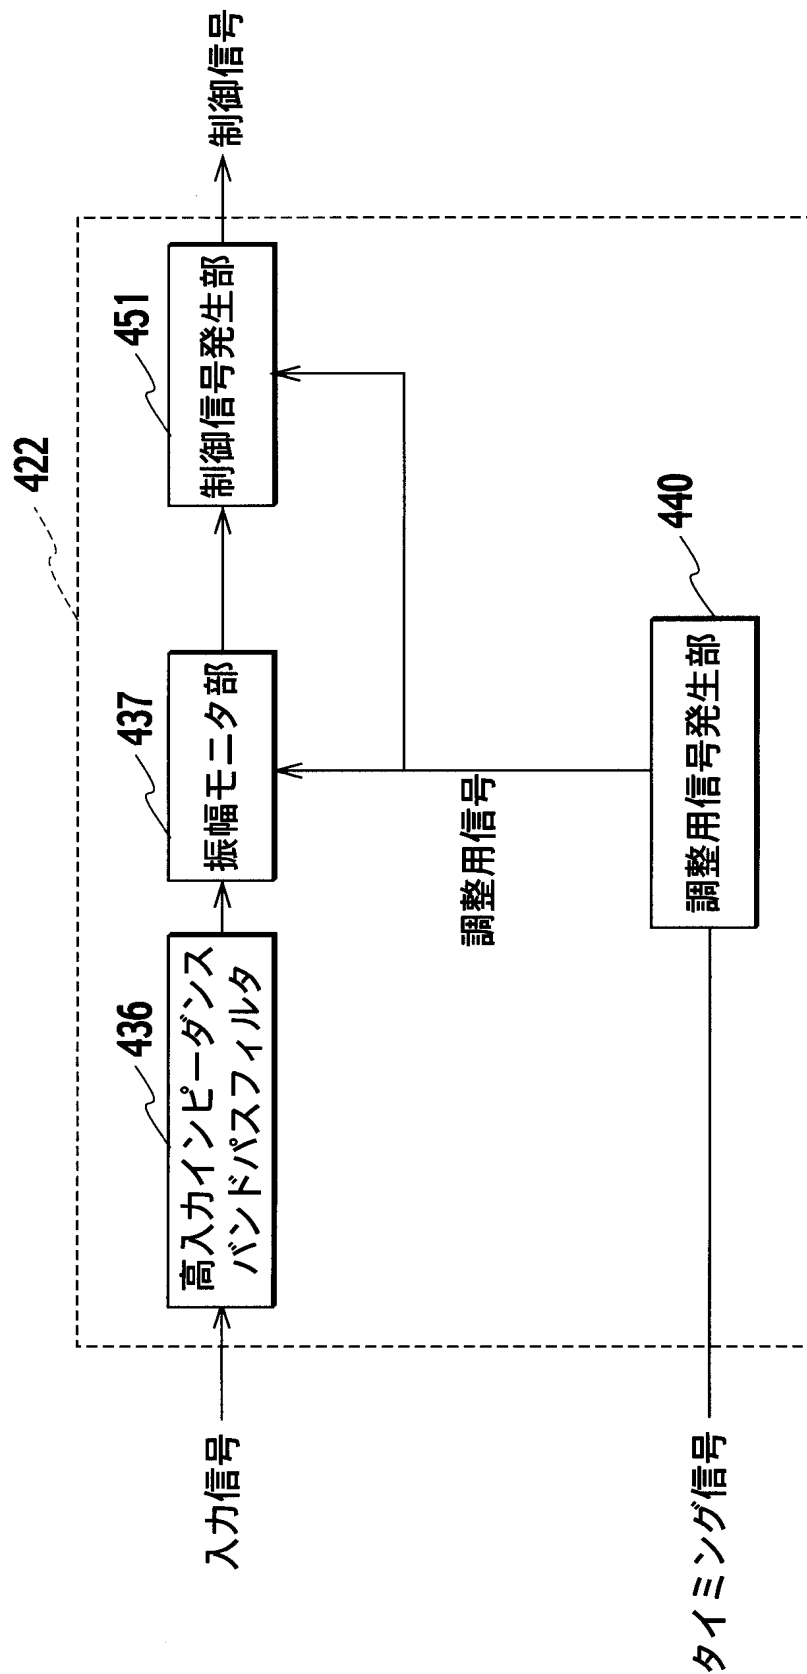 422
436
437
451
入力信号
高入力インピーダンス
バンドパスフィルタ
振幅モニタ部
制御信号発生部
制御信号
調整用信号
440
タイミング信号
調整用信号発生部